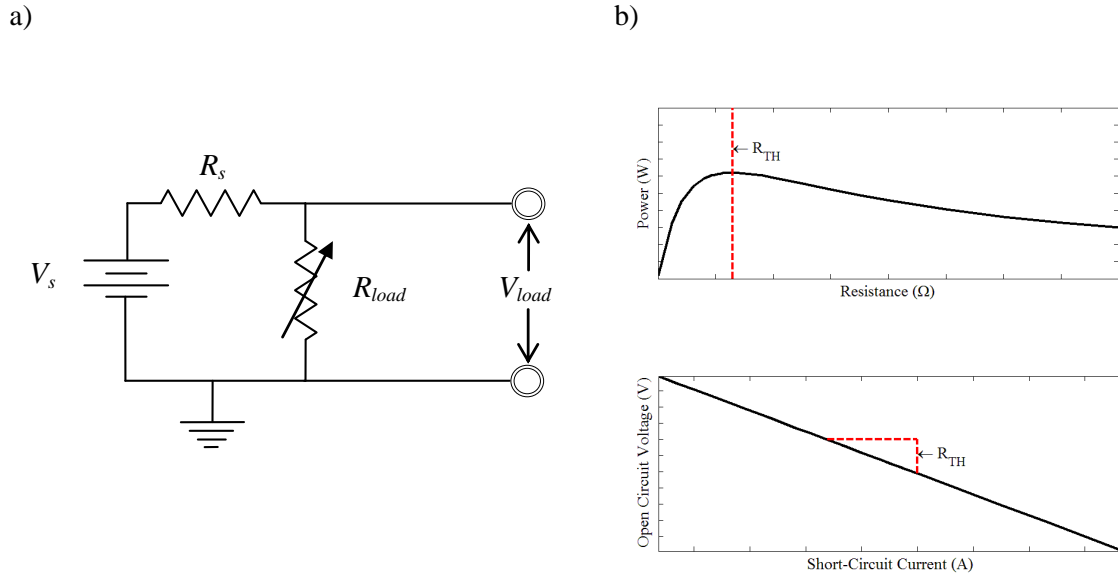 a)
R_s
V_s
R_load
V_load
b)
Power (W)
← R_TH
Resistance (Ω)
Open Circuit Voltage (V)
← R_TH
Short-Circuit Current (A)